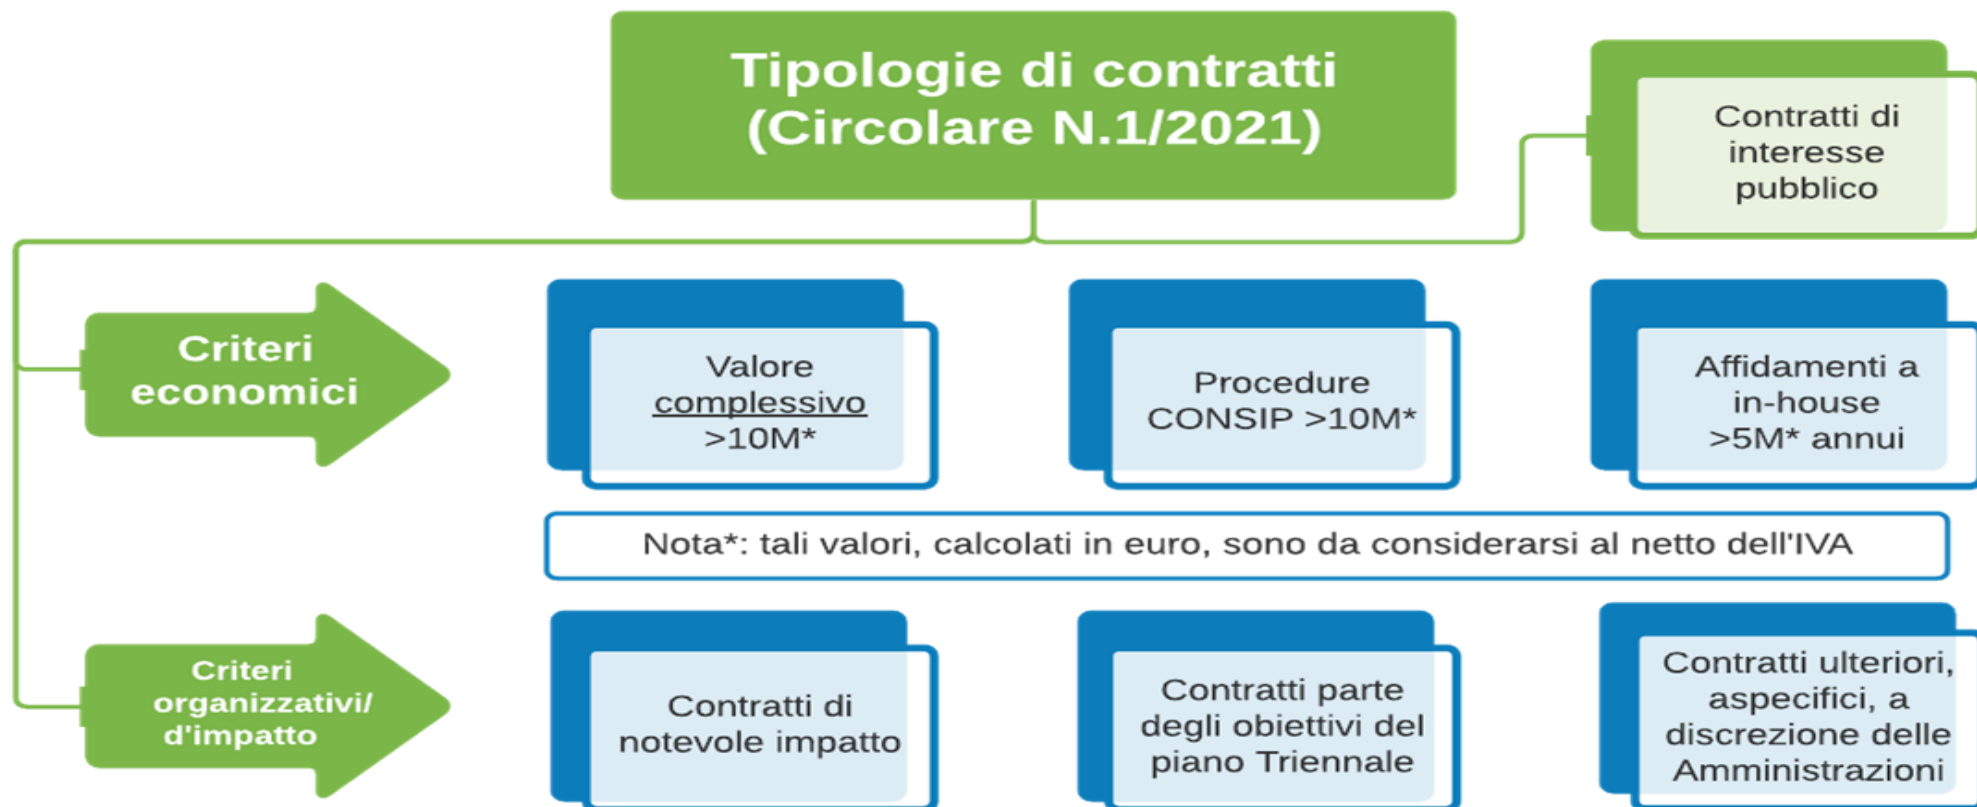 Tipologie di contratti
(Circolare N.1/2021)
Contratti di
interesse
pubblico
Criteri
economici
Valore
complessivo
>10M*
Procedure
CONSIP >10M*
Affidamenti a
in-house
>5M* annui
Nota*: tali valori, calcolati in euro, sono da considerarsi al netto dell'IVA
Criteri
organizzativi/
d'impatto
Contratti di
notevole impatto
Contratti parte
degli obiettivi del
piano Triennale
Contratti ulteriori,
aspecifici, a
discrezione delle
Amministrazioni